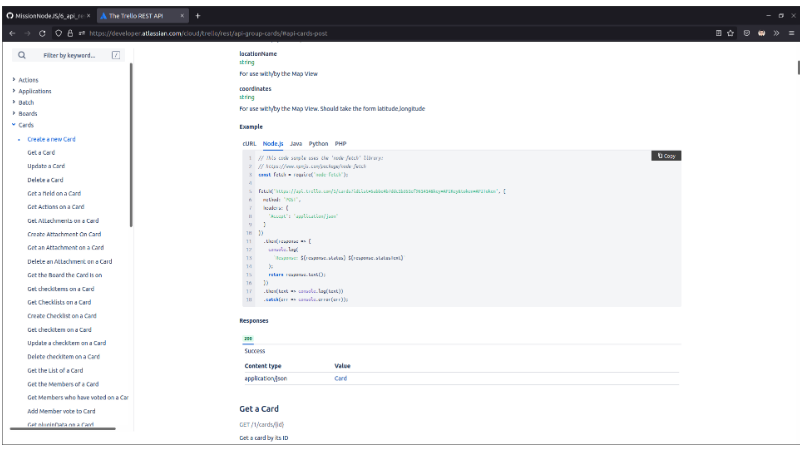 MissionNodeJS/6_api_no
The Trello REST API
https://developer.atlassian.com/cloud/trello/rest/api-group-cards/#api-cards-post
Filter by keyword...
Actions
Applications
Batch
Boards
Cards
Create a new Card
Get a Card
Update a Card
Delete a Card
Get a field on a Card
Get Actions on a Card
Get Attachments on a Card
Create Attachment On Card
Get an Attachment on a Card
Delete an Attachment on a Card
Get the Board the Card is on
Get checkItems on a Card
Get Checklists on a Card
Create Checklist on a Card
Get checkItem on a Card
Update a checkItem on a Card
Delete checkItem on a Card
Get the List of a Card
Get the Members of a Card
Get Members who have voted on a Car
Add Member vote to Card
Get pluginData on a Card
locationName
string
For use with/by the Map View
coordinates
string
For use with/by the Map View. Should take the form latitude,longitude
Example
cURL Node.js Java Python PHP
Copy
1 // This code sample uses the 'node-fetch' library:
2 // https://www.npmjs.com/package/node-fetch
3 const fetch = require('node-fetch');
4
5 fetch('https://api.trello.com/1/cards?idList=
6 method: 'POST',
7 headers: {
8 'Accept': 'application/json'
9 }
10 })
11 .then(response => {
12 console.log(
13 `Response: ${response.status} ${response.statusText}`
14 );
15 return response.text();
16 })
17 .then(text => console.log(text))
18 .catch(err => console.error(err));
Responses
200
Success
Content type Value
application/json Card
Get a Card
GET /1/cards/{id}
Get a card by its ID